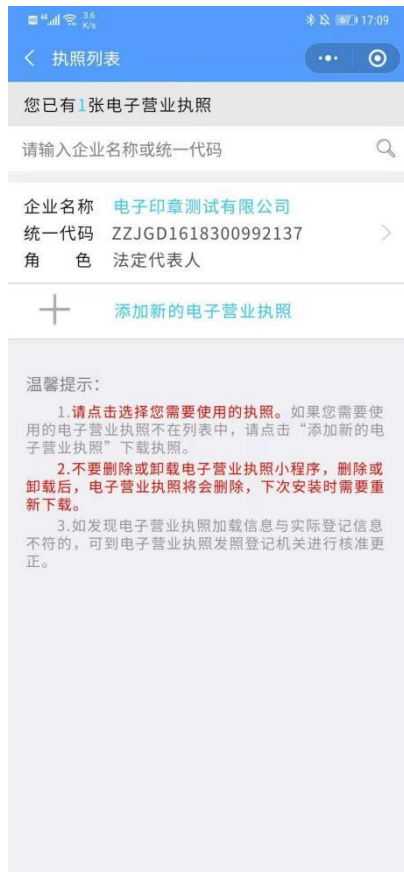 HD 46 3.6 K/s 67 17:09
执照列表
您已有1张电子营业执照
请输入企业名称或统一代码
企业名称 电子印章测试有限公司
统一代码 ZZJGD1618300992137
角 色 法定代表人
添加新的电子营业执照
温馨提示：
1.请点击选择您需要使用的执照。如果您需要使
用的电子营业执照不在列表中，请点击“添加新的电
子营业执照”下载执照。
2.不要删除或卸载电子营业执照小程序，删除或
卸载后，电子营业执照将会删除，下次安装时需要重
新下载。
3.如发现电子营业执照加载信息与实际登记信息
不符的，可到电子营业执照发照登记机关进行核准更
正。